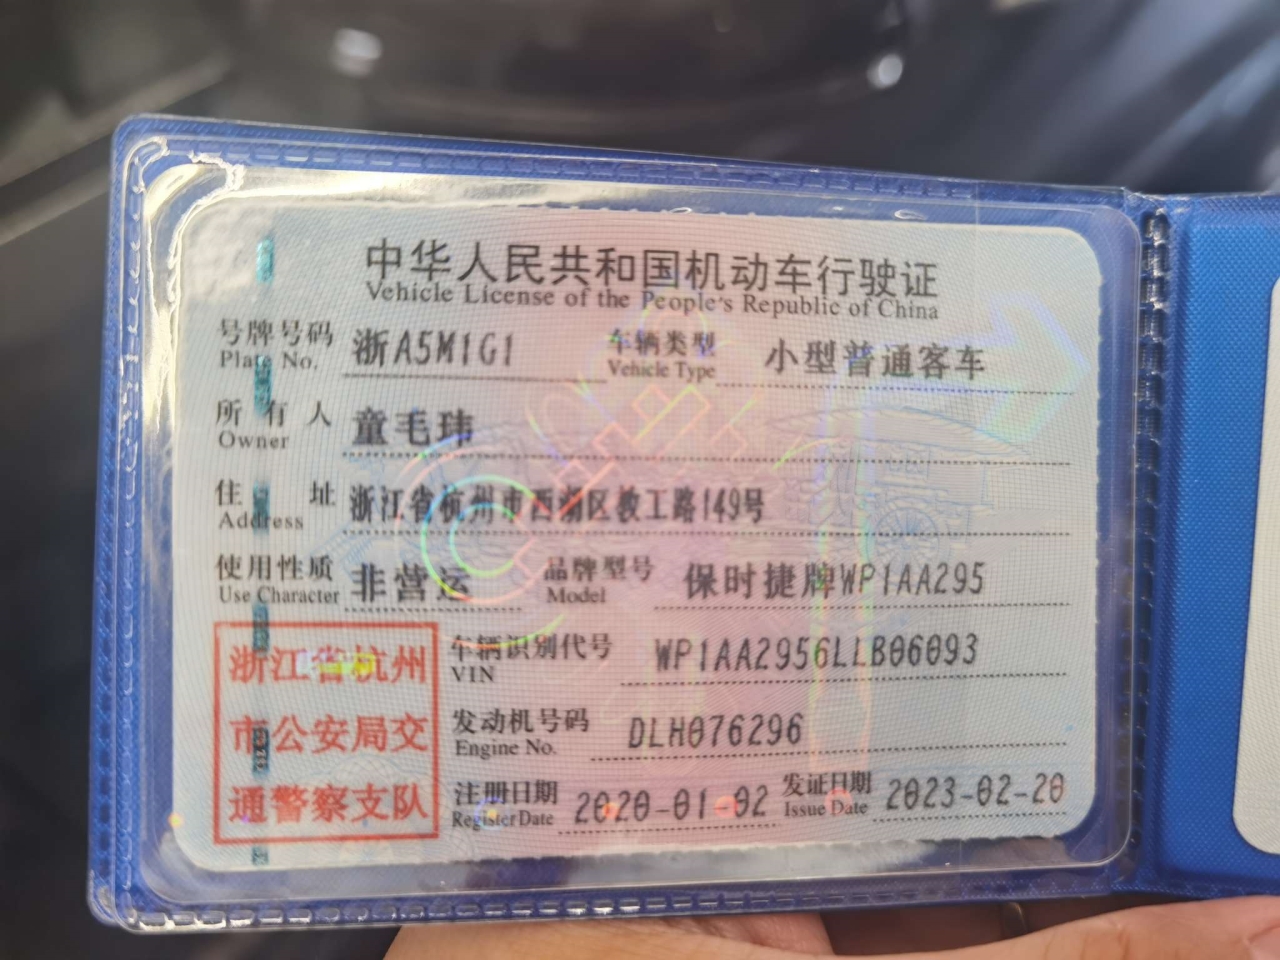 中华人民共和国机动车行驶证
Vehicle License of the People's Republic of China
号牌号码 浙A5M1G1 车辆类型 小型普通客车
Plate No. Vehicle Type
所有人 童毛玮
Owner
住址 浙江省杭州市西湖区教工路149号
Address
使用性质 非营运 品牌型号 保时捷牌WP1AA295
Use Character Model
浙江省杭州
市公安局交
通警察支队
车辆识别代号 WP1AA2956LLB06093
VIN
发动机号码 DLH076296
Engine No.
注册日期 2020-01-02 发证日期 2023-02-20
Register Date Issue Date